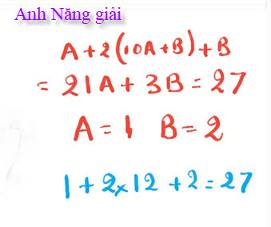 Anh Năng giải
A+2(10A+B)+B
= 21A+3B=27
A=1 B=2
1+2x12+2=27